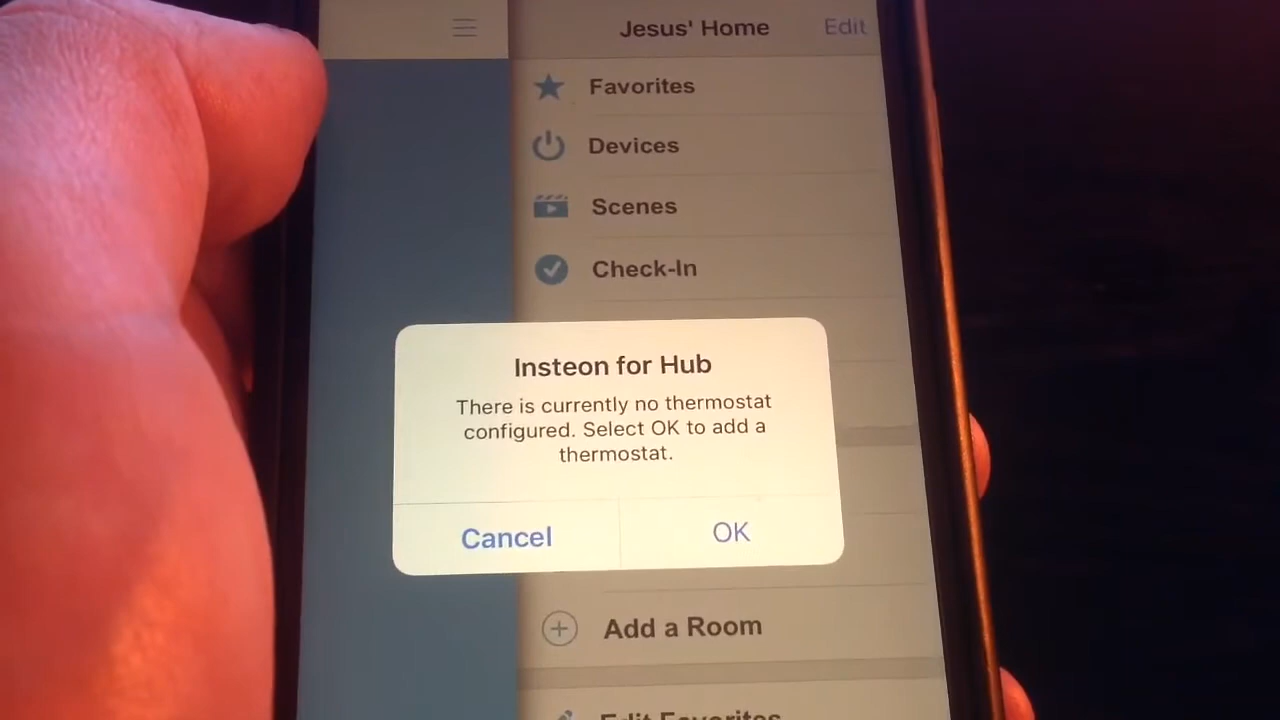 Jesus' Home
Edit
Favorites
Devices
Scenes
Check-In
Insteon for Hub
There is currently no thermostat
configured. Select OK to add a
thermostat.
Cancel
OK
Add a Room
Edit Favorites